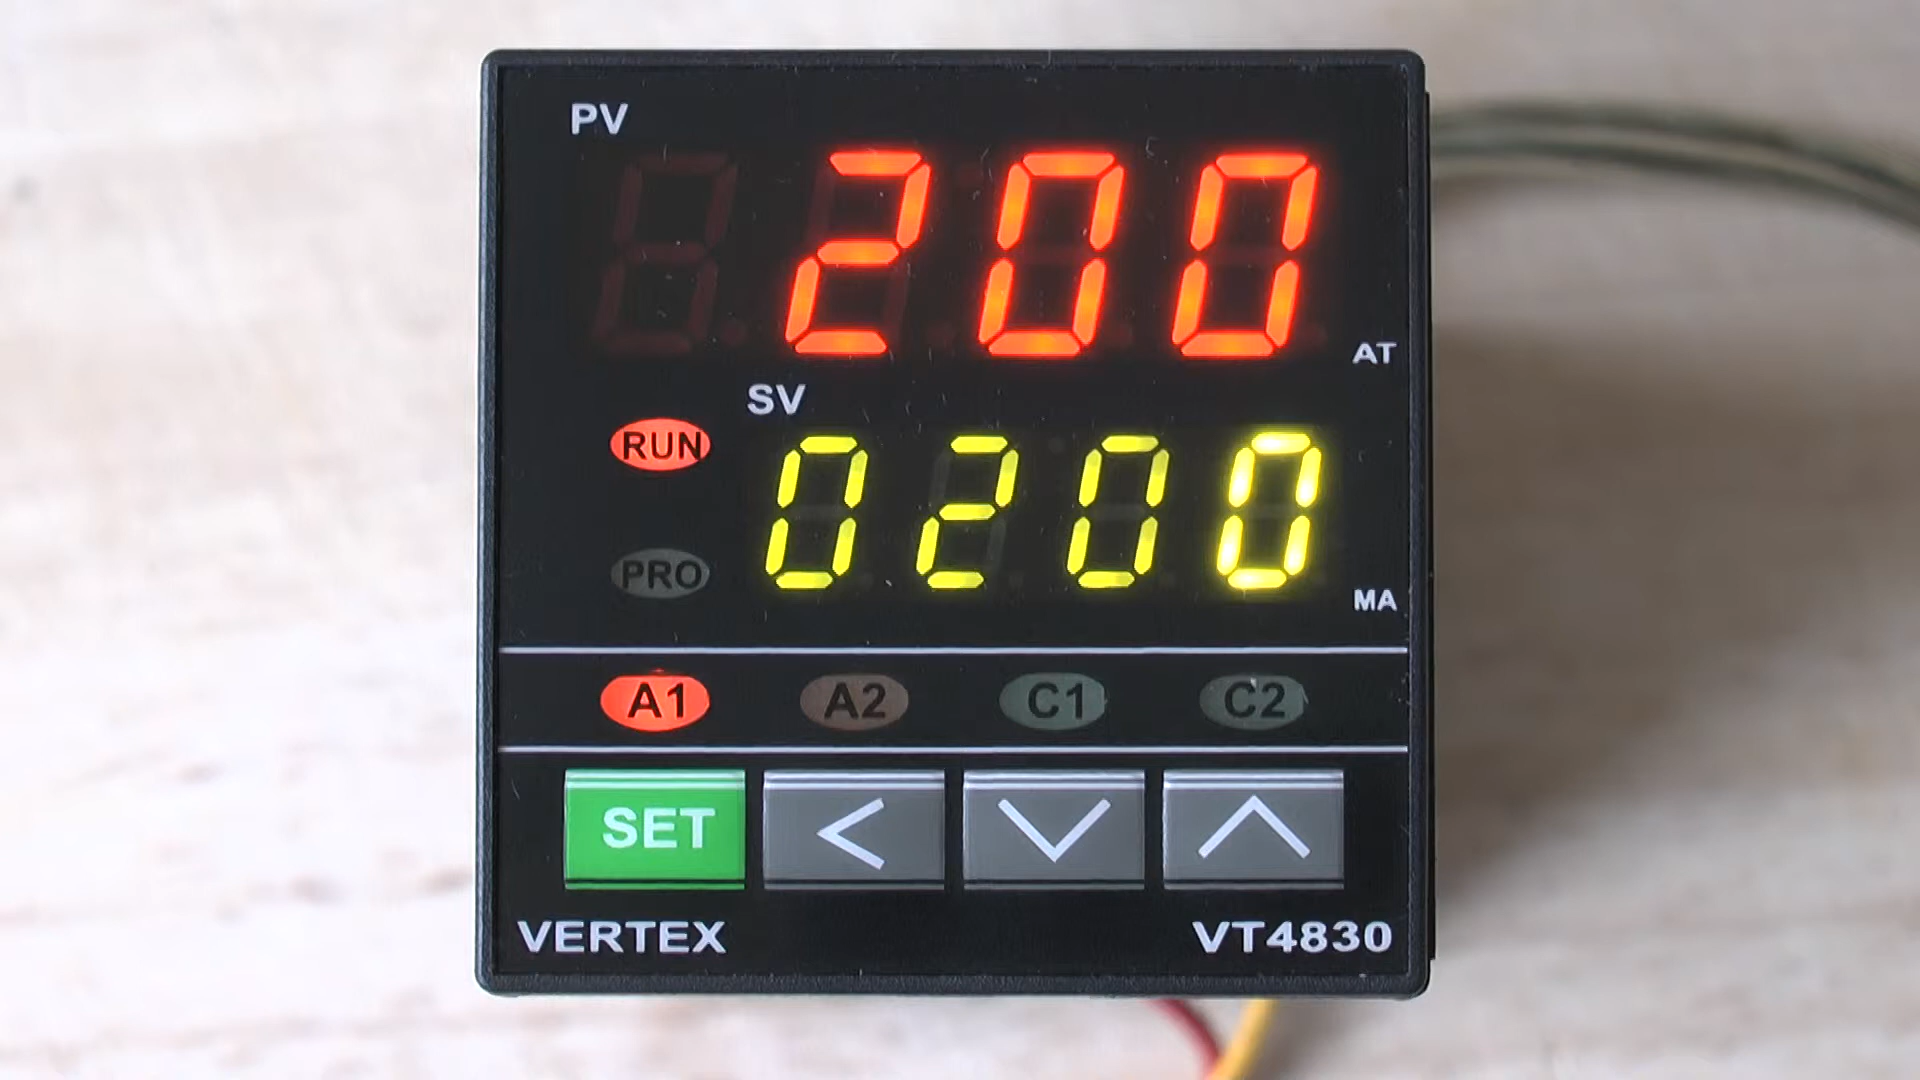 PV
200
AT
SV
RUN
0200
PRO
MA
A1 A2 C1 C2
SET
VERTEX VT4830